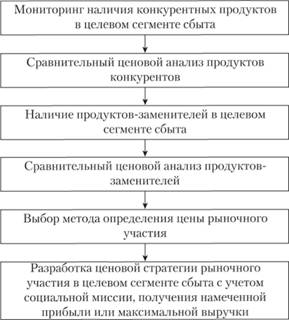 Мониторинг наличия конкурентных продуктов
в целевом сегменте сбыта
Сравнительный ценовой анализ продуктов
конкурентов
Наличие продуктов-заменителей в целевом
сегменте сбыта
Сравнительный ценовой анализ продуктов-
заменителей
Выбор метода определения цены рыночного
участия
Разработка ценовой стратегии рыночного
участия в целевом сегменте сбыта с учетом
социальной миссии, получения намеченной
прибыли или максимальной выручки